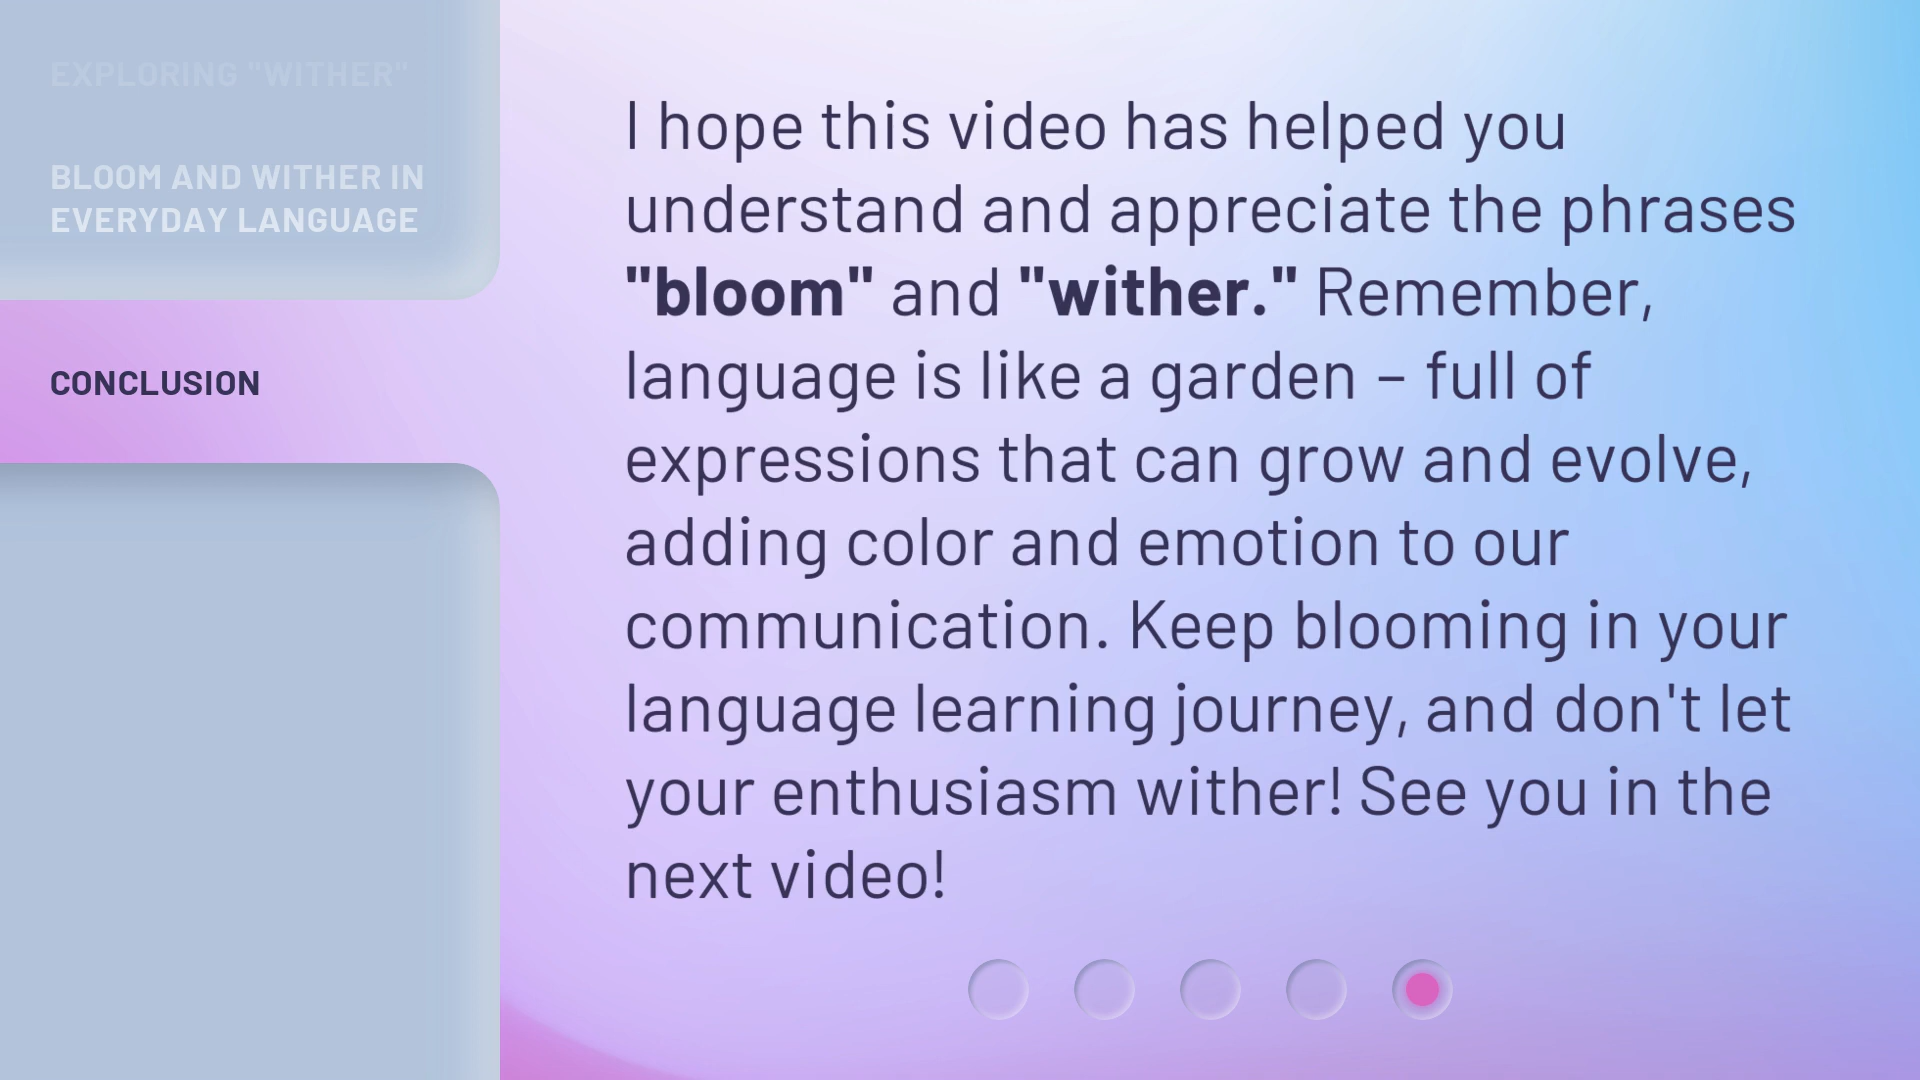 EXPLORING "WITHER"
BLOOM AND WITHER IN
EVERYDAY LANGUAGE
CONCLUSION
I hope this video has helped you
understand and appreciate the phrases
"bloom" and "wither." Remember,
language is like a garden – full of
expressions that can grow and evolve,
adding color and emotion to our
communication. Keep blooming in your
language learning journey, and don't let
your enthusiasm wither! See you in the
next video!